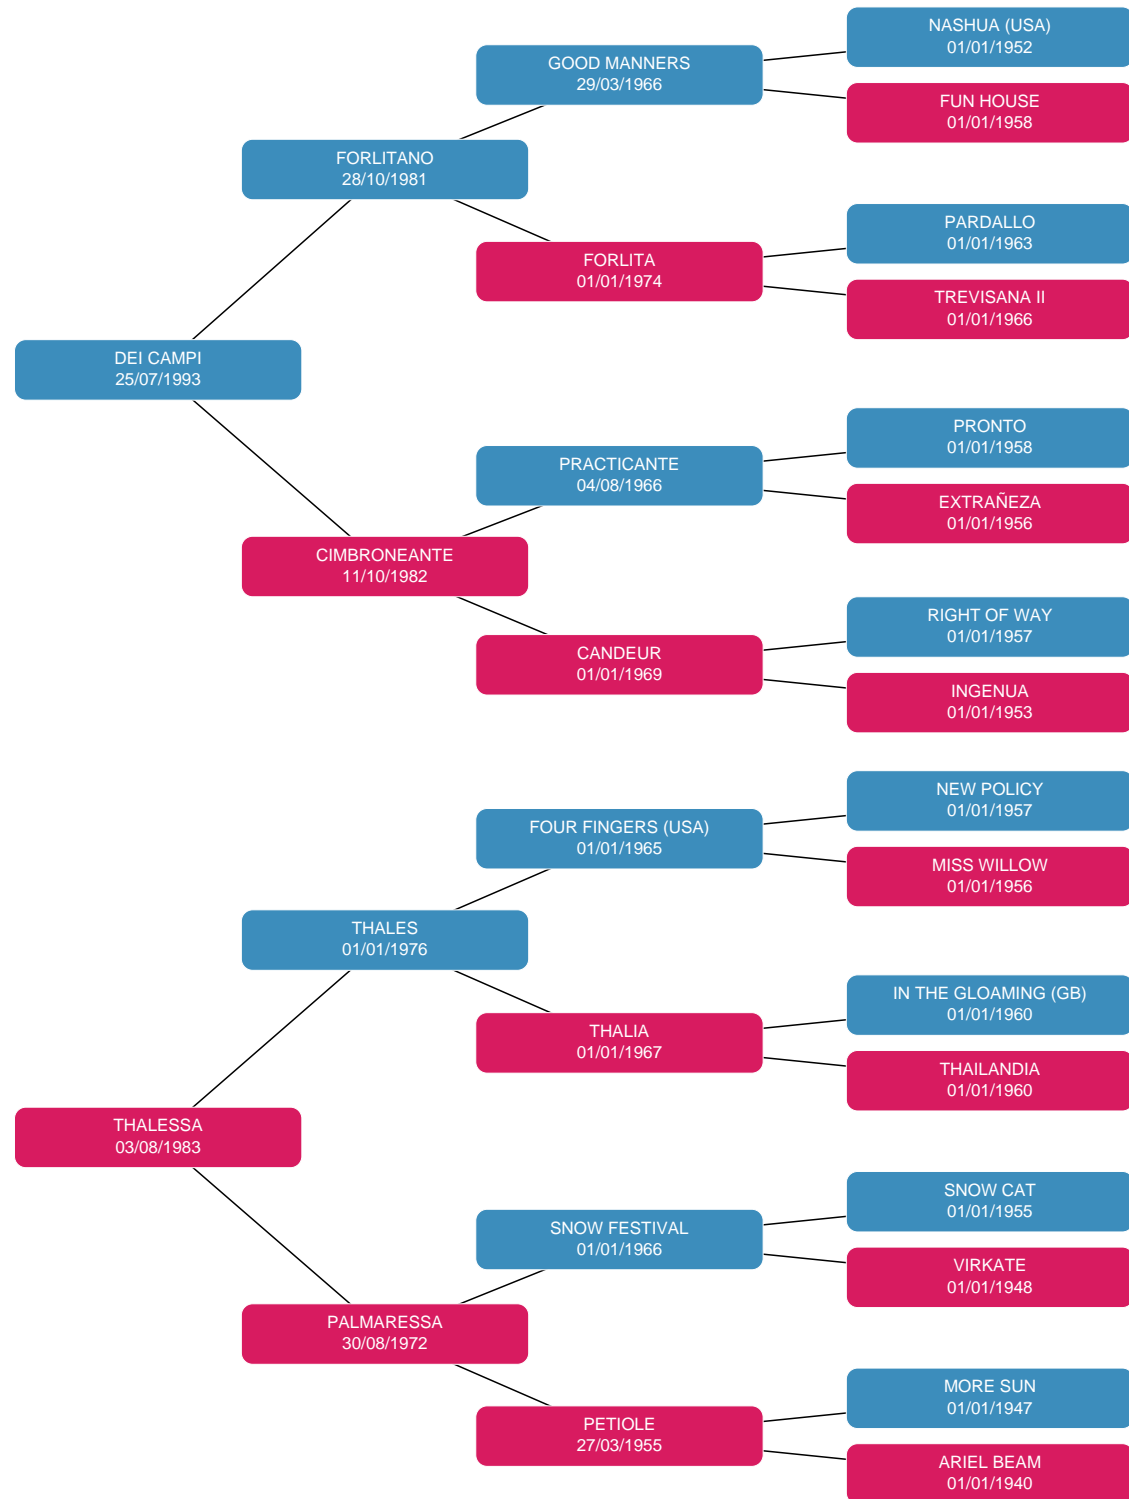 NASHUA (USA)
01/01/1952
GOOD MANNERS
29/03/1966
FUN HOUSE
01/01/1958
FORLITANO
28/10/1981
PARDALLO
01/01/1963
FORLITA
01/01/1974
TREVISANA II
01/01/1966
DEI CAMPI
25/07/1993
PRONTO
01/01/1958
PRACTICANTE
04/08/1966
EXTRAÑEZA
01/01/1956
CIMBRONEANTE
11/10/1982
RIGHT OF WAY
01/01/1957
CANDEUR
01/01/1969
INGENUA
01/01/1953
NEW POLICY
01/01/1957
FOUR FINGERS (USA)
01/01/1965
MISS WILLOW
01/01/1956
THALES
01/01/1976
IN THE GLOAMING (GB)
01/01/1960
THALIA
01/01/1967
THAILANDIA
01/01/1960
THALESSA
03/08/1983
SNOW CAT
01/01/1955
SNOW FESTIVAL
01/01/1966
VIRKATE
01/01/1948
PALMARESSA
30/08/1972
MORE SUN
01/01/1947
PETIOLE
27/03/1955
ARIEL BEAM
01/01/1940